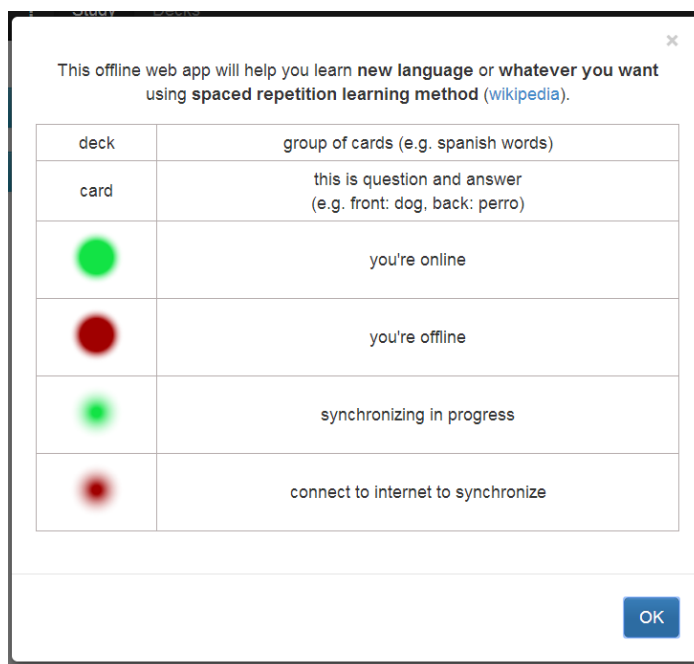 Study Decks
×
This offline web app will help you learn new language or whatever you want
using spaced repetition learning method (wikipedia).
deck group of cards (e.g. spanish words)
card this is question and answer
(e.g. front: dog, back: perro)
you're online
you're offline
synchronizing in progress
connect to internet to synchronize
OK